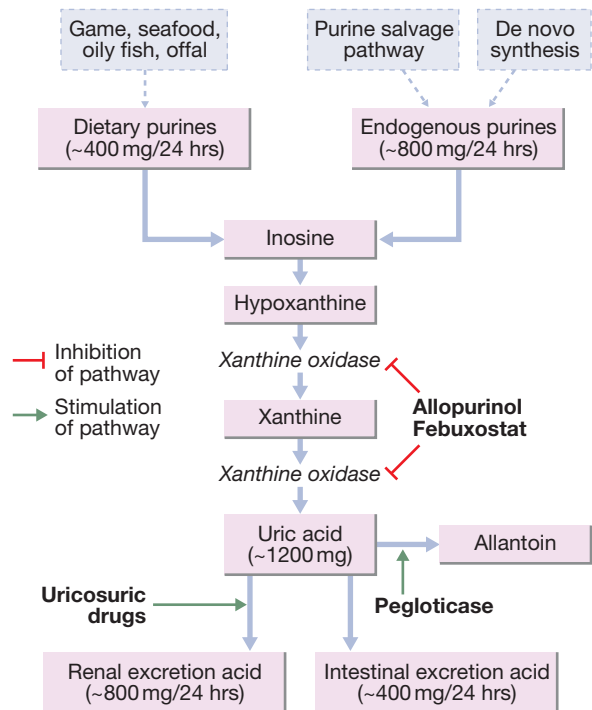 Game, seafood,
oily fish, offal
Purine salvage
pathway
De novo
synthesis
Dietary purines
(~400 mg/24 hrs)
Endogenous purines
(~800 mg/24 hrs)
Inosine
Hypoxanthine
Inhibition
of pathway
Xanthine oxidase
Stimulation
of pathway
Xanthine
Allopurinol
Febuxostat
Xanthine oxidase
Uric acid
(~1200 mg)
Allantoin
Uricosuric
drugs
Pegloticase
Renal excretion acid
(~800 mg/24 hrs)
Intestinal excretion acid
(~400 mg/24 hrs)